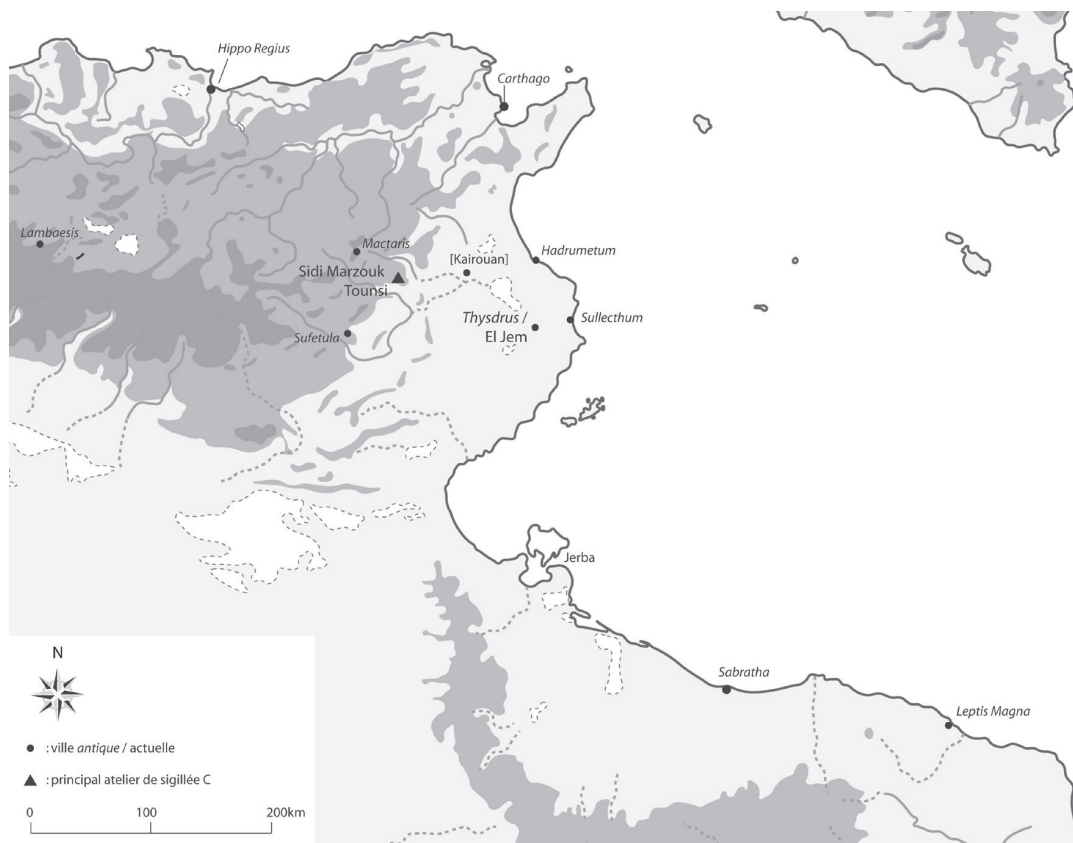 Hippo Regius
Carthago
Lambaesis
Mactaris
[Kairouan]
Hadrumetum
Sidi Marzouk
Tounsi
Thysdrus /
El Jem
Sullecthum
Sufetula
Jerba
Sabratha
Leptis Magna
N
: ville antique / actuelle
: principal atelier de sigillée C
0 100 200km